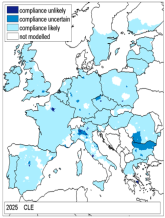 compliance unlikely
compliance uncertain
compliance likely
not modelled
2025 CLE